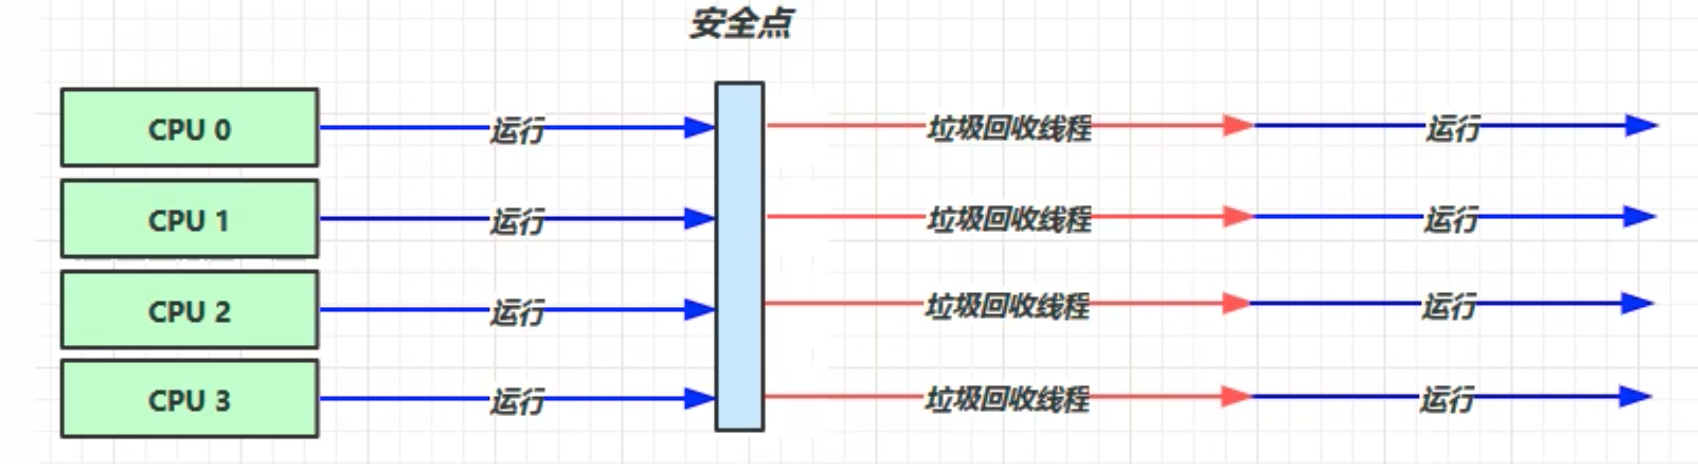 安全点
CPU 0 运行 垃圾回收线程 运行
CPU 1 运行 垃圾回收线程 运行
CPU 2 运行 垃圾回收线程 运行
CPU 3 运行 垃圾回收线程 运行